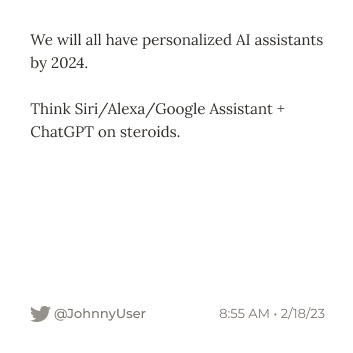 We will all have personalized AI assistants
by 2024.
Think Siri/Alexa/Google Assistant +
ChatGPT on steroids.
@JohnnyUser 8:55 AM • 2/18/23